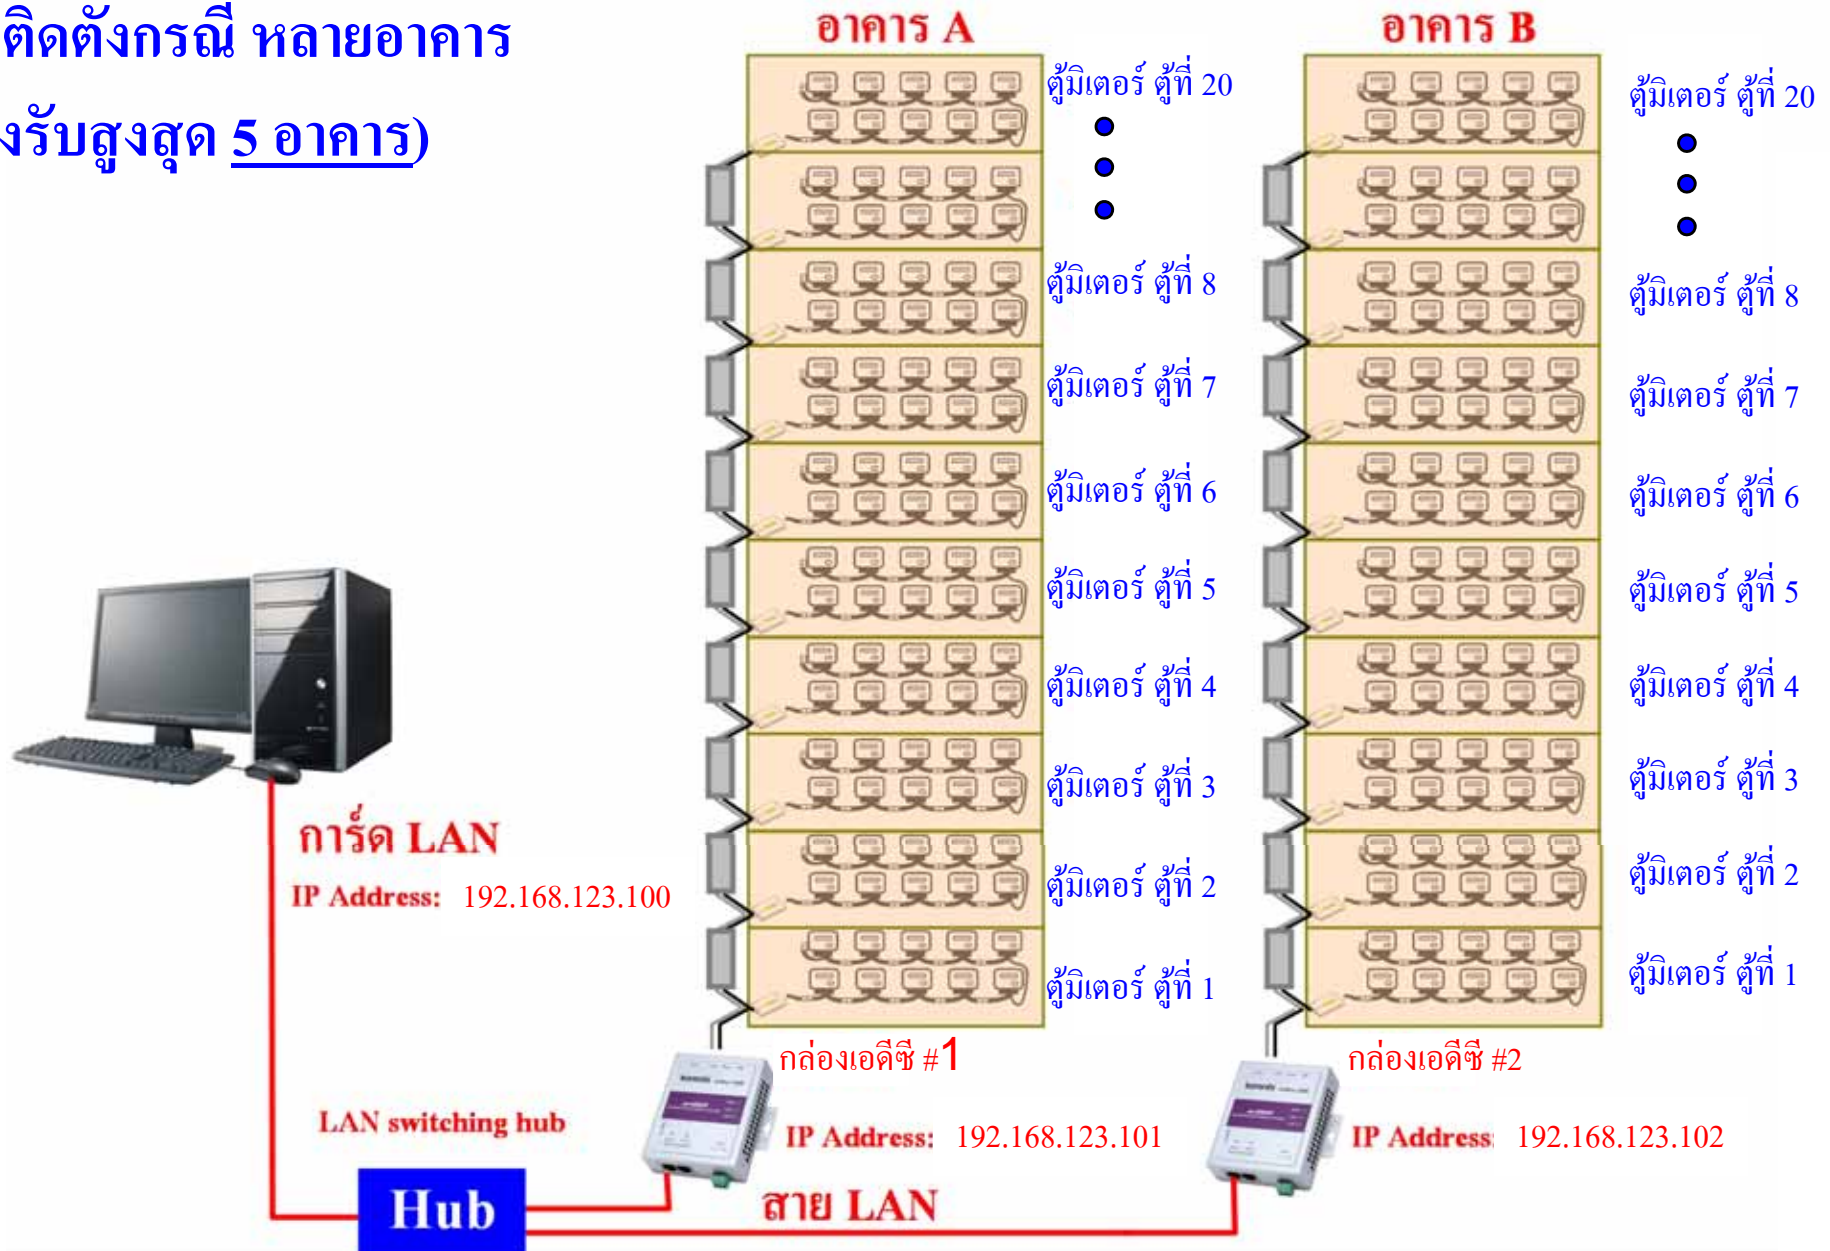 ติดตั้งกรณี หลายอาคาร
งรับสูงสุด 5 อาคาร)
อาคาร A
อาคาร B
ตู้มิเตอร์ ตู้ที่ 20
ตู้มิเตอร์ ตู้ที่ 20
ตู้มิเตอร์ ตู้ที่ 8
ตู้มิเตอร์ ตู้ที่ 8
ตู้มิเตอร์ ตู้ที่ 7
ตู้มิเตอร์ ตู้ที่ 7
ตู้มิเตอร์ ตู้ที่ 6
ตู้มิเตอร์ ตู้ที่ 6
ตู้มิเตอร์ ตู้ที่ 5
ตู้มิเตอร์ ตู้ที่ 5
ตู้มิเตอร์ ตู้ที่ 4
ตู้มิเตอร์ ตู้ที่ 4
ตู้มิเตอร์ ตู้ที่ 3
ตู้มิเตอร์ ตู้ที่ 3
ตู้มิเตอร์ ตู้ที่ 2
ตู้มิเตอร์ ตู้ที่ 2
ตู้มิเตอร์ ตู้ที่ 1
ตู้มิเตอร์ ตู้ที่ 1
การ์ด LAN
IP Address: 192.168.123.100
กล่องเอดีซี #1
กล่องเอดีซี #2
LAN switching hub
IP Address: 192.168.123.101
IP Address: 192.168.123.102
Hub
สาย LAN